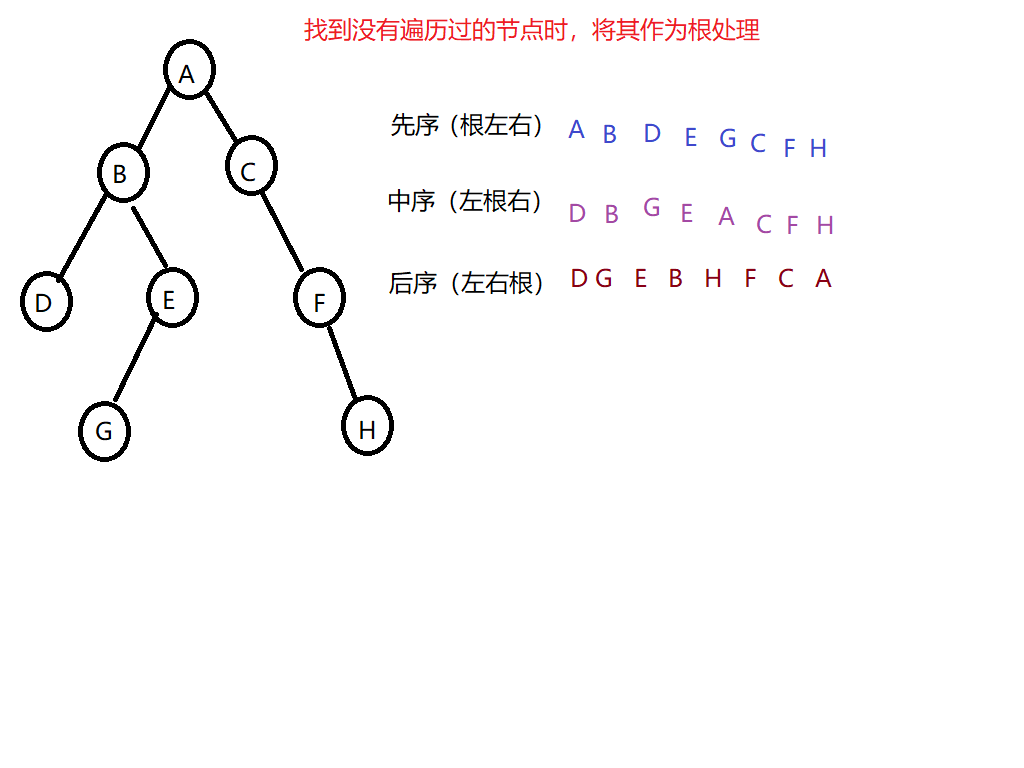 找到没有遍历过的节点时，将其作为根处理
A
先序（根左右） A B D E G C F H
B C
中序（左根右） D B G E A C F H
后序（左右根） D G E B H F C A
D E F
G H